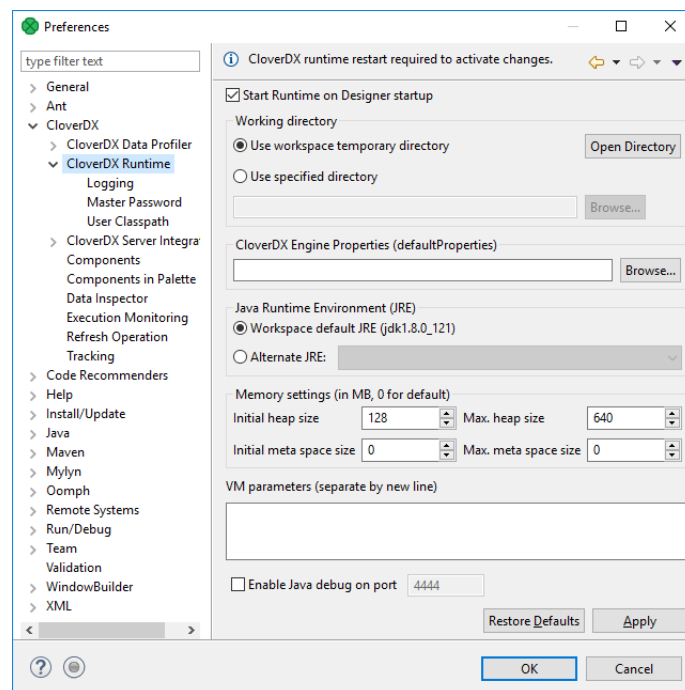 Preferences
type filter text
General
Ant
CloverDX
CloverDX Data Profiler
CloverDX Runtime
Logging
Master Password
User Classpath
CloverDX Server Integra
Components
Components in Palette
Data Inspector
Execution Monitoring
Refresh Operation
Tracking
Code Recommenders
Help
Install/Update
Java
Maven
Mylyn
Oomph
Remote Systems
Run/Debug
Team
Validation
WindowBuilder
XML
CloverDX runtime restart required to activate changes.
Start Runtime on Designer startup
Working directory
Use workspace temporary directory Open Directory
Use specified directory
Browse...
CloverDX Engine Properties (defaultProperties)
Browse...
Java Runtime Environment (JRE)
Workspace default JRE (jdk1.8.0_121)
Alternate JRE:
Memory settings (in MB, 0 for default)
Initial heap size 128 Max. heap size 640
Initial meta space size 0 Max. meta space size 0
VM parameters (separate by new line)
Enable Java debug on port 4444
Restore Defaults Apply
OK Cancel